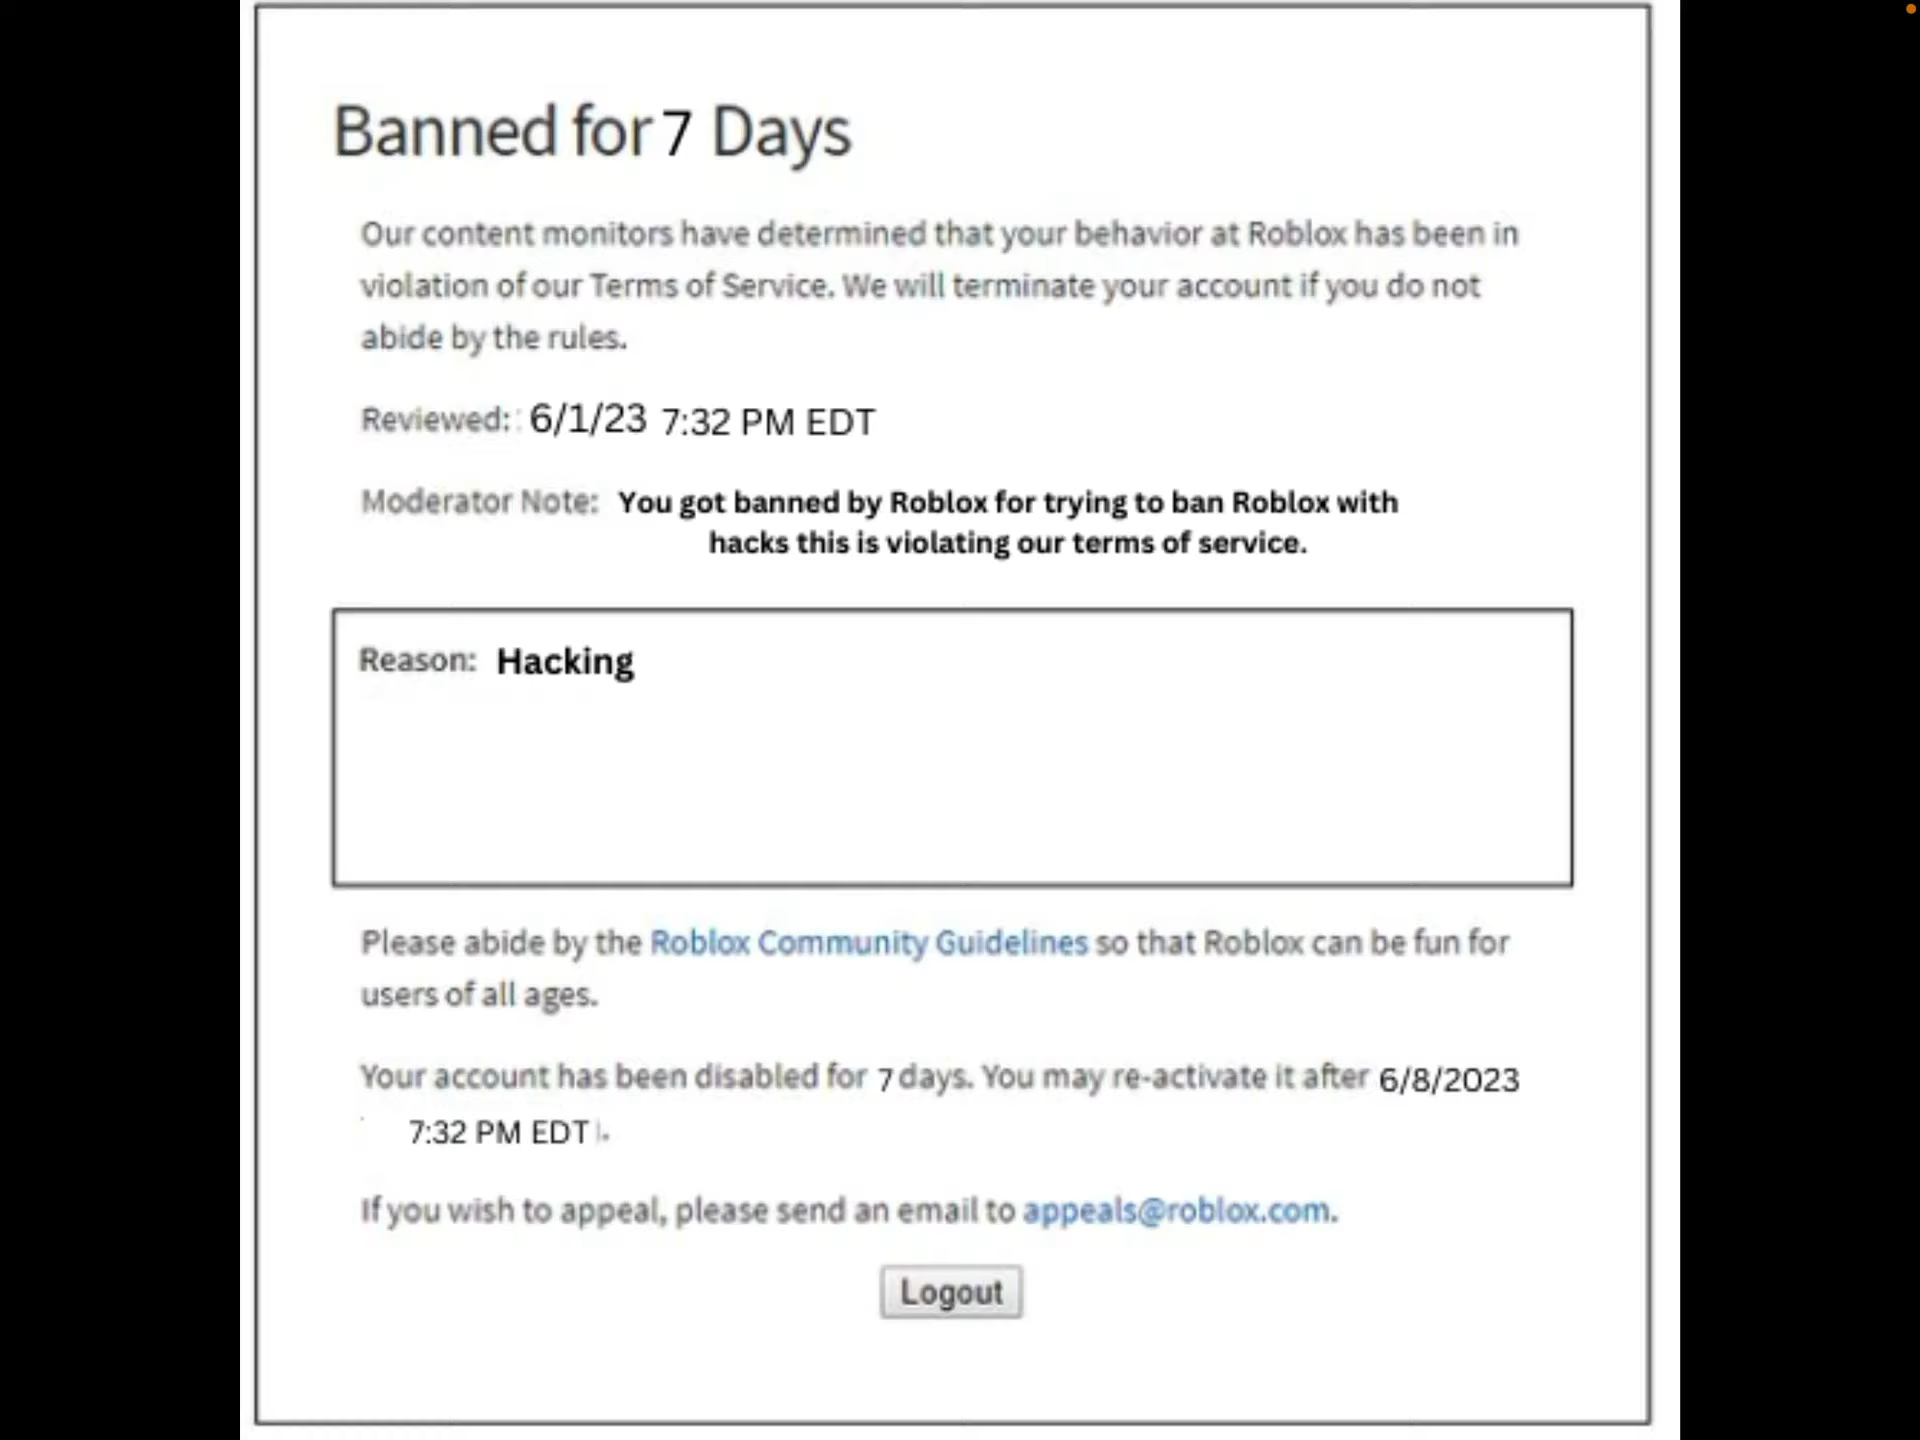 Banned for 7 Days
Our content monitors have determined that your behavior at Roblox has been in
violation of our Terms of Service. We will terminate your account if you do not
abide by the rules.
Reviewed: 6/1/23 7:32 PM EDT
Moderator Note: You got banned by Roblox for trying to ban Roblox with
hacks this is violating our terms of service.
Reason: Hacking
Please abide by the Roblox Community Guidelines so that Roblox can be fun for
users of all ages.
Your account has been disabled for 7 days. You may re-activate it after 6/8/2023
7:32 PM EDT .
If you wish to appeal, please send an email to appeals@roblox.com.
Logout